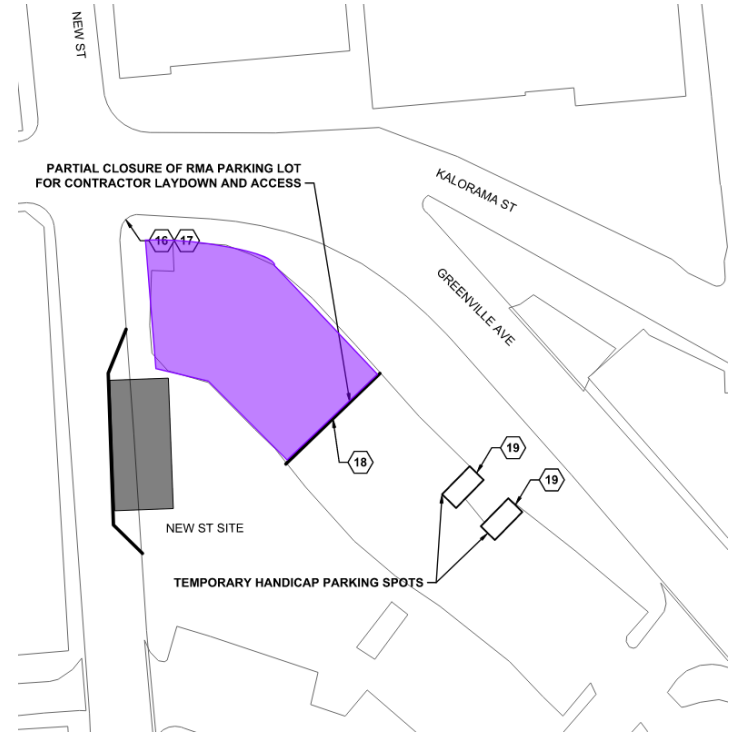 NEW ST
PARTIAL CLOSURE OF RMA PARKING LOT
FOR CONTRACTOR LAYDOWN AND ACCESS
KALORAMA ST
16 17
GREENVILLE AVE
18
19
19
NEW ST SITE
TEMPORARY HANDICAP PARKING SPOTS